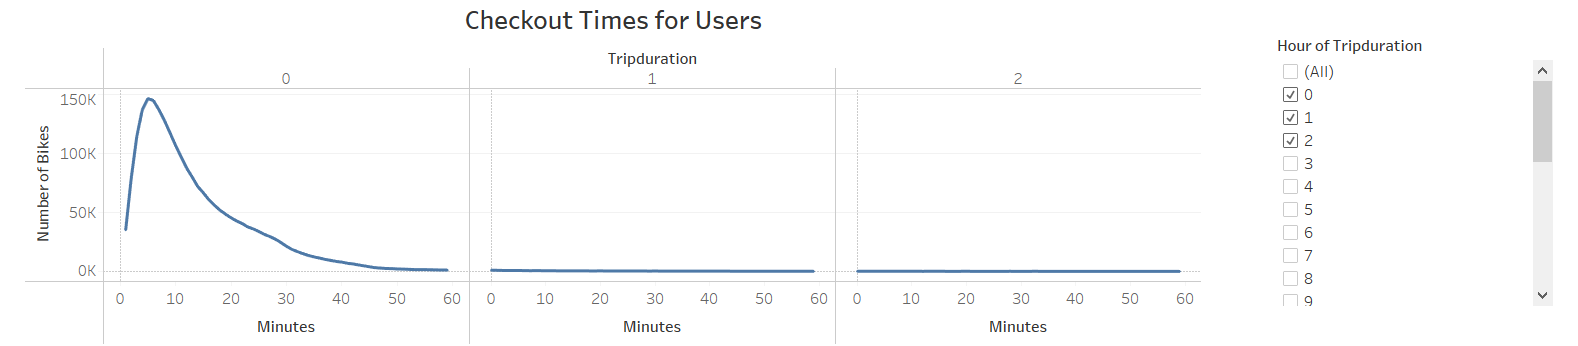 Checkout Times for Users
Tripduration
0 1 2
150K
100K
50K
0K
Number of Bikes
0 10 20 30 40 50 60 0 10 20 30 40 50 60 0 10 20 30 40 50 60
Minutes Minutes Minutes
Hour of Tripduration
(All)
0
1
2
3
4
5
6
7
8
9